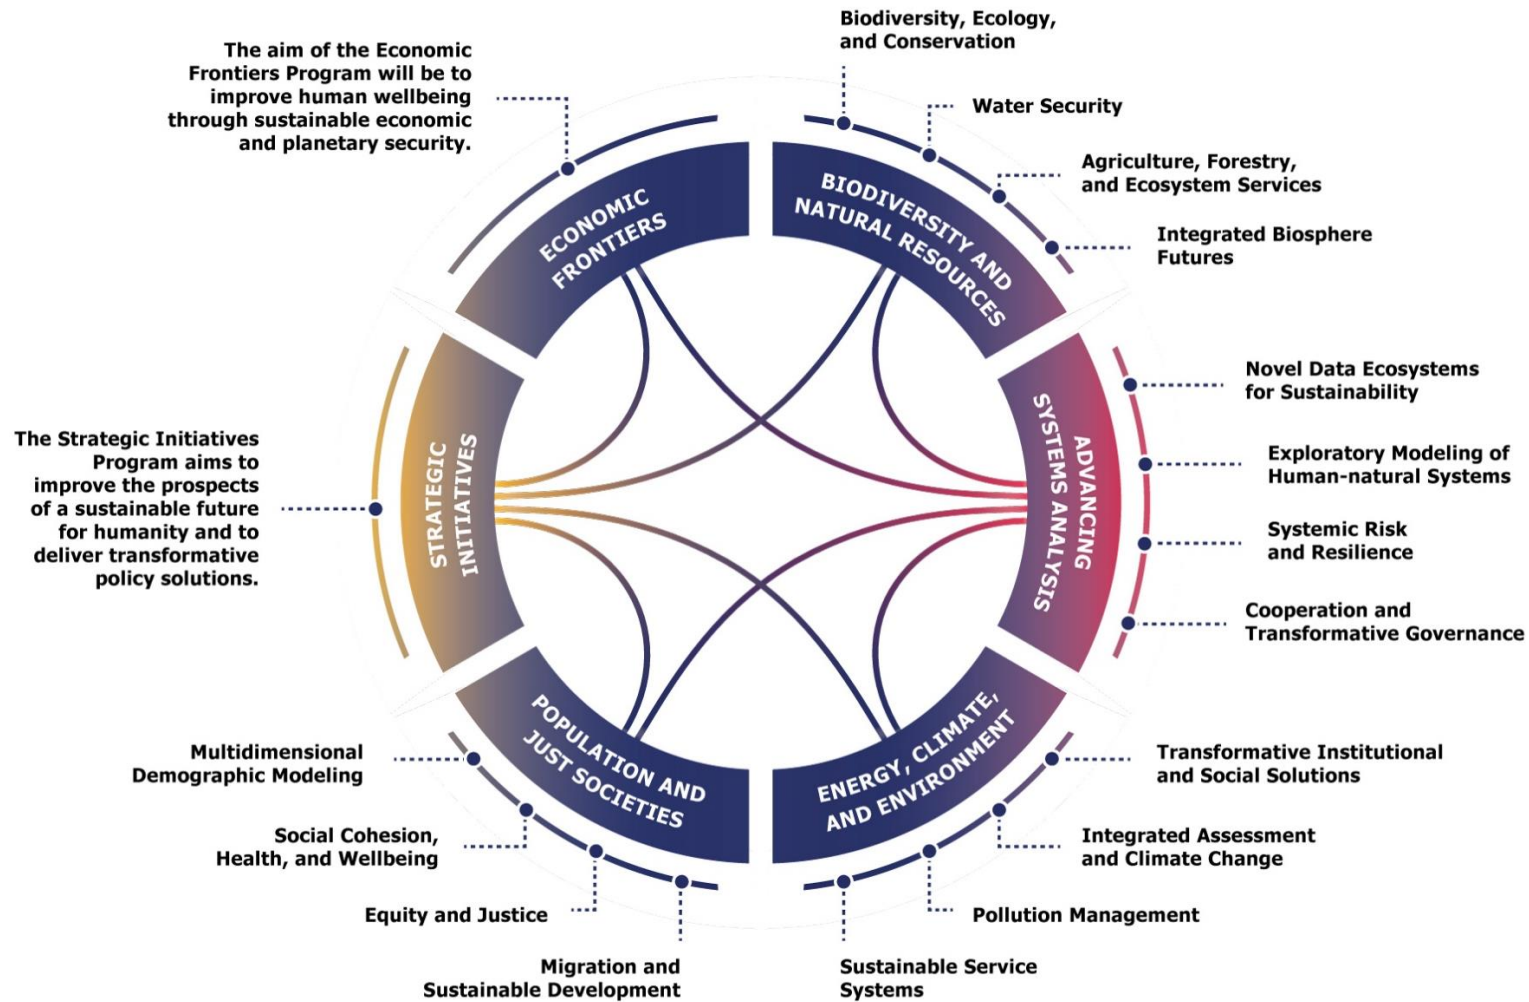 The aim of the Economic
Frontiers Program will be to
improve human wellbeing
through sustainable economic
and planetary security.
ECONOMIC
FRONTIERS
Biodiversity, Ecology,
and Conservation
Water Security
Agriculture, Forestry,
and Ecosystem Services
Integrated Biosphere
Futures
BIODIVERSITY AND
NATURAL RESOURCES
Novel Data Ecosystems
for Sustainability
Exploratory Modeling of
Human-natural Systems
Systemic Risk
and Resilience
Cooperation and
Transformative Governance
ADVANCING
SYSTEMS ANALYSIS
Transformative Institutional
and Social Solutions
Integrated Assessment
and Climate Change
Pollution Management
Sustainable Service
Systems
ENERGY, CLIMATE,
AND ENVIRONMENT
Migration and
Sustainable Development
Equity and Justice
Social Cohesion,
Health, and Wellbeing
Multidimensional
Demographic Modeling
POPULATION AND
JUST SOCIETIES
The Strategic Initiatives
Program aims to
improve the prospects
of a sustainable future
for humanity and to
deliver transformative
policy solutions.
STRATEGIC
INITIATIVES